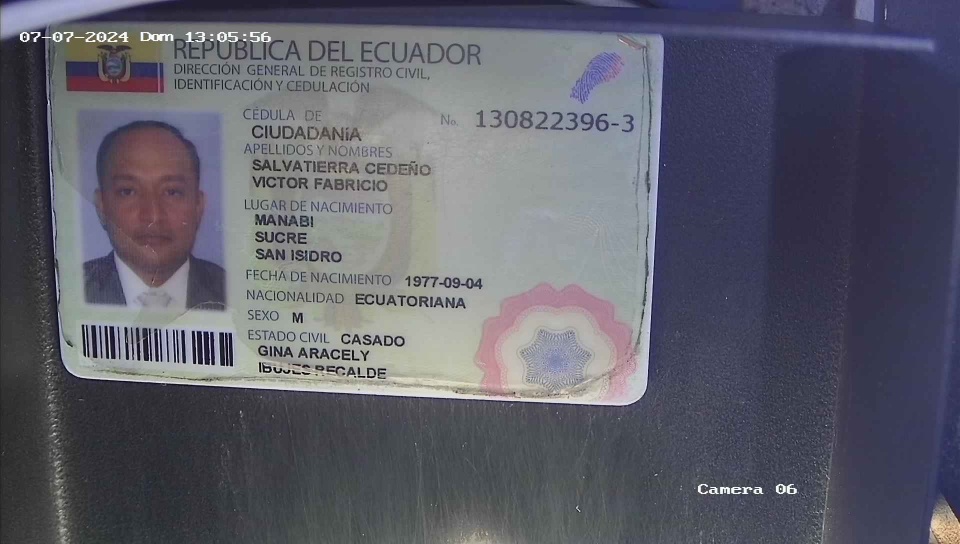 07-07-2024 Dom 13:05:56
REPÚBLICA DEL ECUADOR
DIRECCIÓN GENERAL DE REGISTRO CIVIL,
IDENTIFICACIÓN Y CEDULACIÓN
CÉDULA DE
CIUDADANÍA
No. 130822396-3
APELLIDOS Y NOMBRES
SALVATIERRA CEDEÑO
VICTOR FABRICIO
LUGAR DE NACIMIENTO
MANABI
SUCRE
SAN ISIDRO
FECHA DE NACIMIENTO 1977-09-04
NACIONALIDAD ECUATORIANA
SEXO M
ESTADO CIVIL CASADO
GINA ARACELY
IBUJES RECALDE
Camera 06